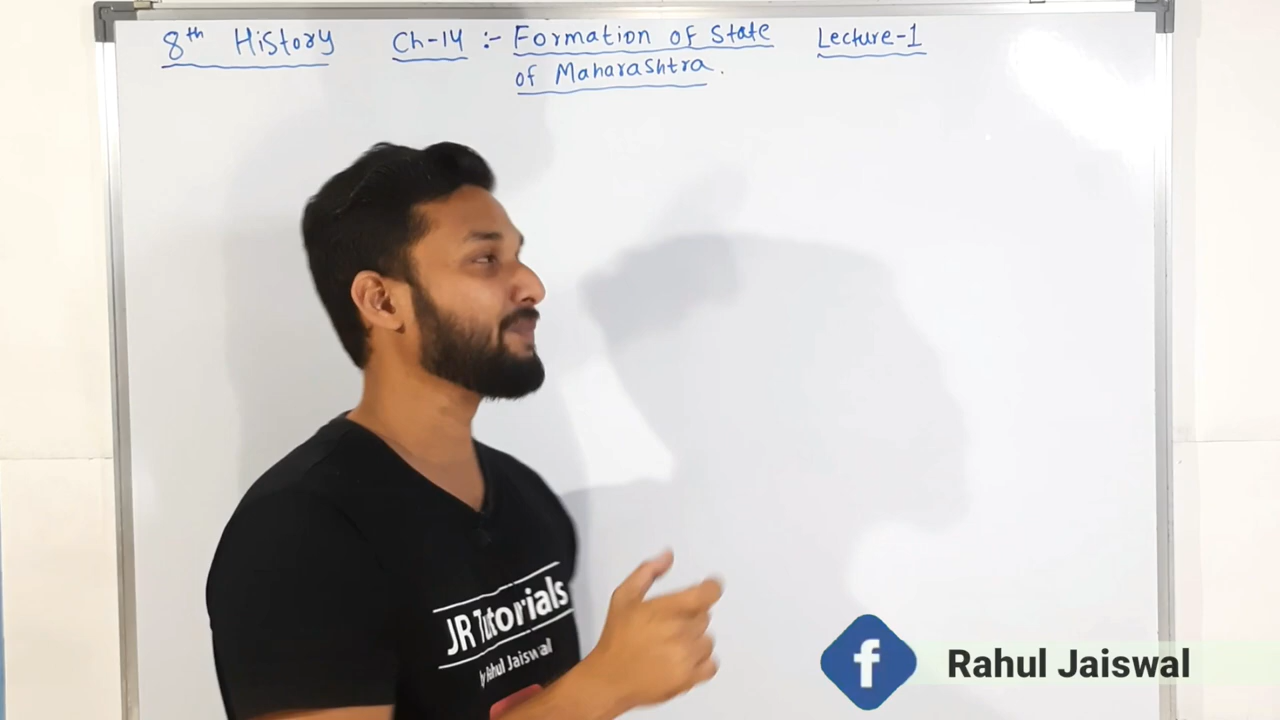 8th History Ch-14 :- Formation of State Lecture-1
of Maharashtra.
JR Tutorials
by Rahul Jaiswal
f Rahul Jaiswal